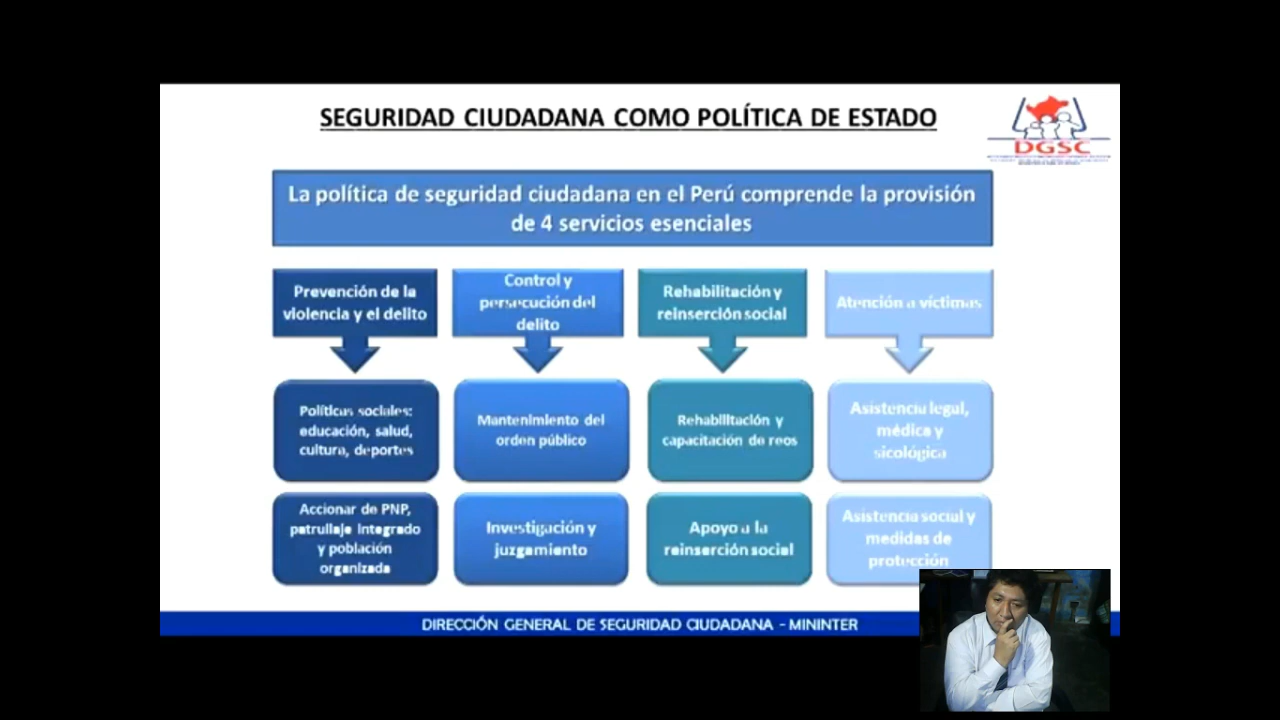 SEGURIDAD CIUDADANA COMO POLÍTICA DE ESTADO
DGSC
La política de seguridad ciudadana en el Perú comprende la provisión
de 4 servicios esenciales
Prevención de la
violencia y el delito
Control y
persecución del
delito
Rehabilitación y
reinserción social
Atención a víctimas
Políticas sociales:
educación, salud,
cultura, deportes
Mantenimiento del
orden público
Rehabilitación y
capacitación de reos
Asistencia legal,
médica y
sicológica
Accionar de PNP,
patrullaje integrado
y población
organizada
Investigación y
juzgamiento
Apoyo a la
reinserción social
Asistencia social y
medidas de
protección
DIRECCIÓN GENERAL DE SEGURIDAD CIUDADANA - MININTER